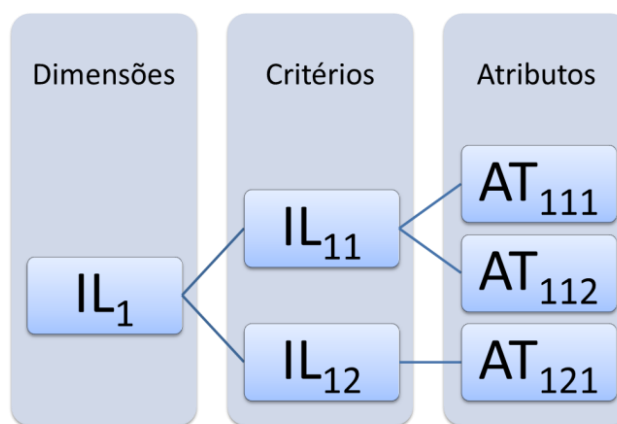 Dimensões
Critérios
Atributos
IL₁
IL₁₁
IL₁₂
AT₁₁₁
AT₁₁₂
AT₁₂₁